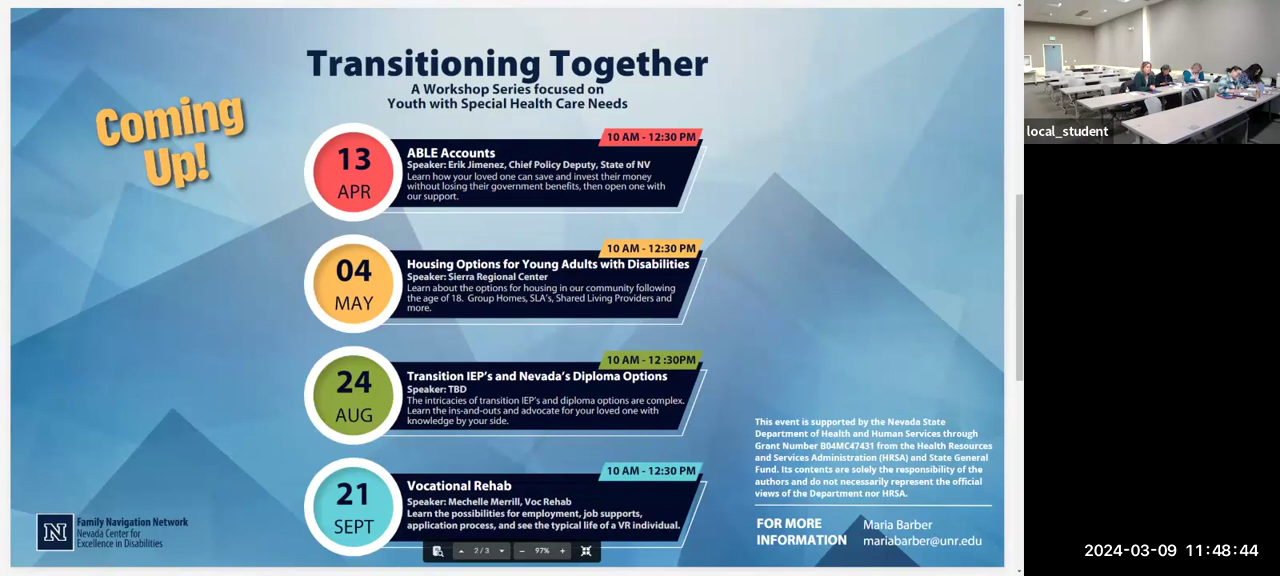 Transitioning Together
A Workshop Series focused on
Youth with Special Health Care Needs
Coming
Up!
13
APR
10 AM - 12:30 PM
ABLE Accounts
Speaker: Erik Jimenez, Chief Policy Deputy, State of NV
Learn how your loved one can save and invest their money
without losing their government benefits, then open one with
our support.
04
MAY
10 AM - 12:30 PM
Housing Options for Young Adults with Disabilities
Speaker: Sierra Regional Center
Learn about the options for housing in our community following
the age of 18. Group Homes, SLA's, Shared Living Providers and
more.
24
AUG
10 AM - 12 :30PM
Transition IEP's and Nevada's Diploma Options
Speaker: TBD
The intricacies of transition IEP's and diploma options are complex.
Learn the ins-and-outs and advocate for your loved one with
knowledge by your side.
21
SEPT
10 AM - 12:30 PM
Vocational Rehab
Speaker: Mechelle Merrill, Voc Rehab
Learn the possibilities for employment, job supports,
application process, and see the typical life of a VR individual.
This event is supported by the Nevada State
Department of Health and Human Services through
Grant Number B04MC47431 from the Health Resources
and Services Administration (HRSA) and State General
Fund. Its contents are solely the responsibility of the
authors and do not necessarily represent the official
views of the Department nor HRSA.
FOR MORE
INFORMATION
Maria Barber
mariabarber@unr.edu
N
Family Navigation Network
Nevada Center for
Excellence in Disabilities
2 / 3
97%
local_student
2024-03-09 11:48:44